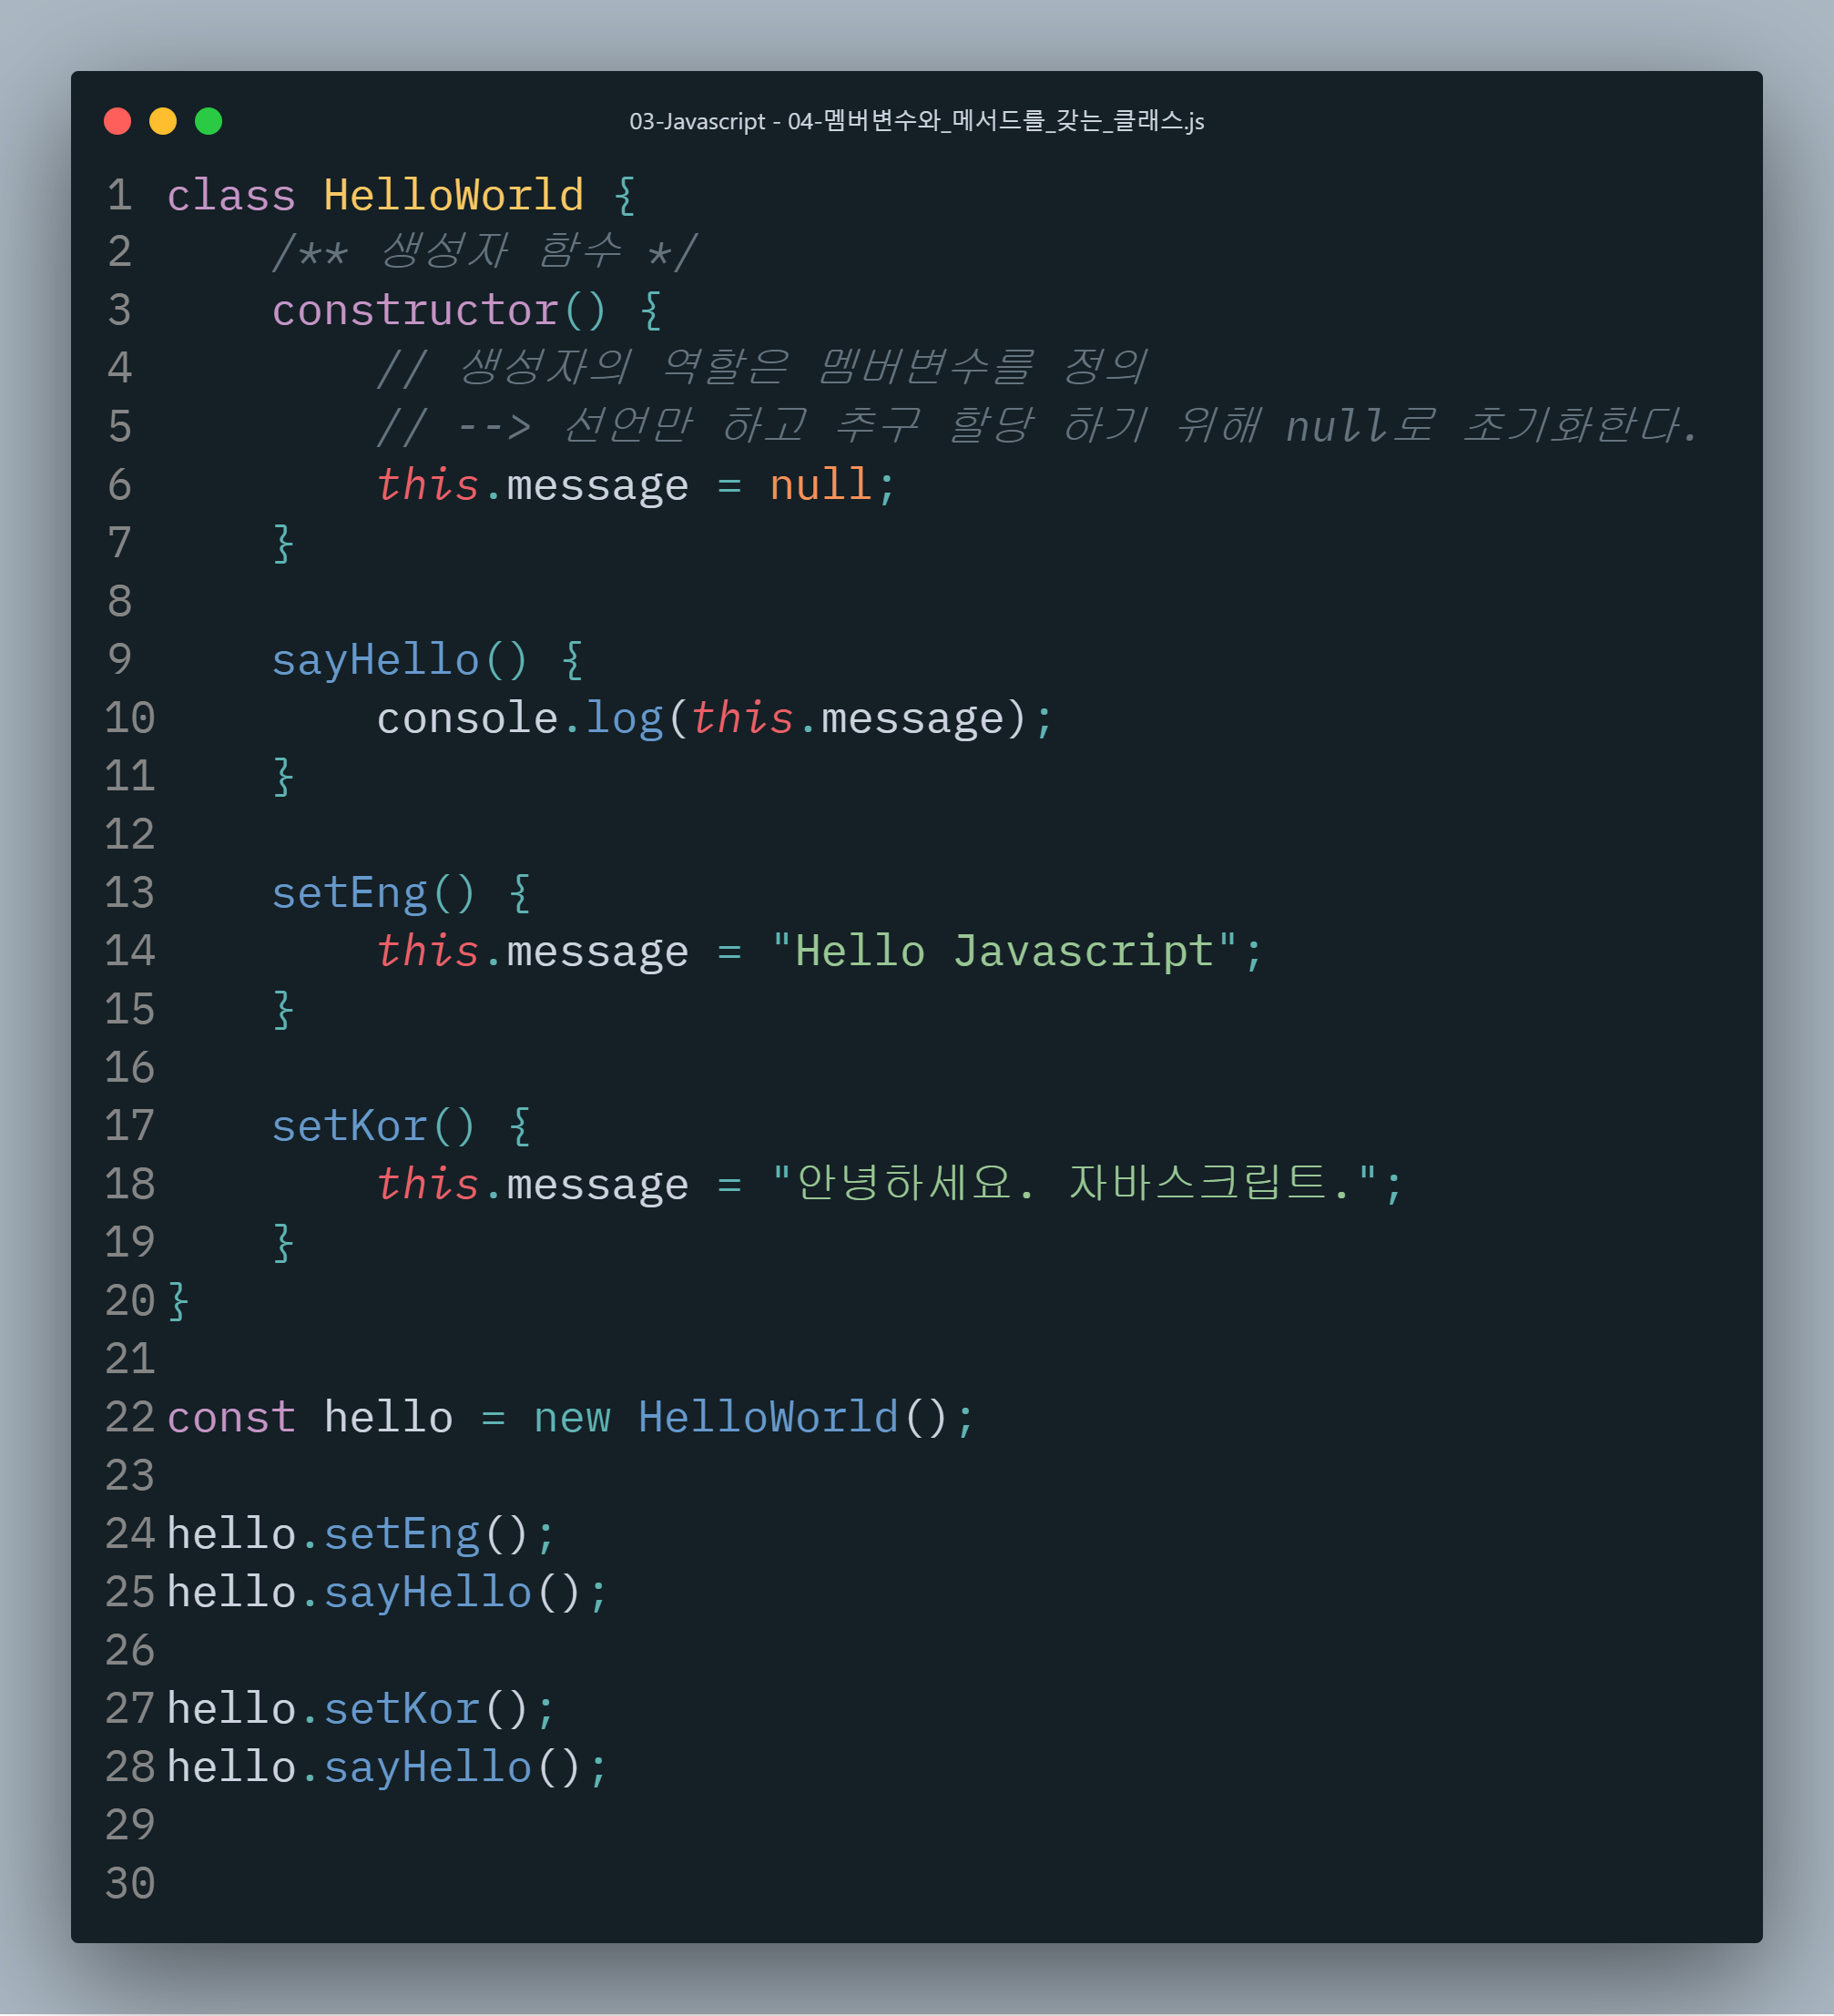 03-Javascript - 04-멤버변수와_메서드를_갖는_클래스.js
1 class HelloWorld {
2     /** 생성자 함수 */
3     constructor() {
4         // 생성자의 역할은 멤버변수를 정의
5         // --> 선언만 하고 추구 할당 하기 위해 null로 초기화한다.
6         this.message = null;
7     }
8
9     sayHello() {
10         console.log(this.message);
11     }
12
13     setEng() {
14         this.message = "Hello Javascript";
15     }
16
17     setKor() {
18         this.message = "안녕하세요. 자바스크립트.";
19     }
20 }
21
22 const hello = new HelloWorld();
23
24 hello.setEng();
25 hello.sayHello();
26
27 hello.setKor();
28 hello.sayHello();
29
30